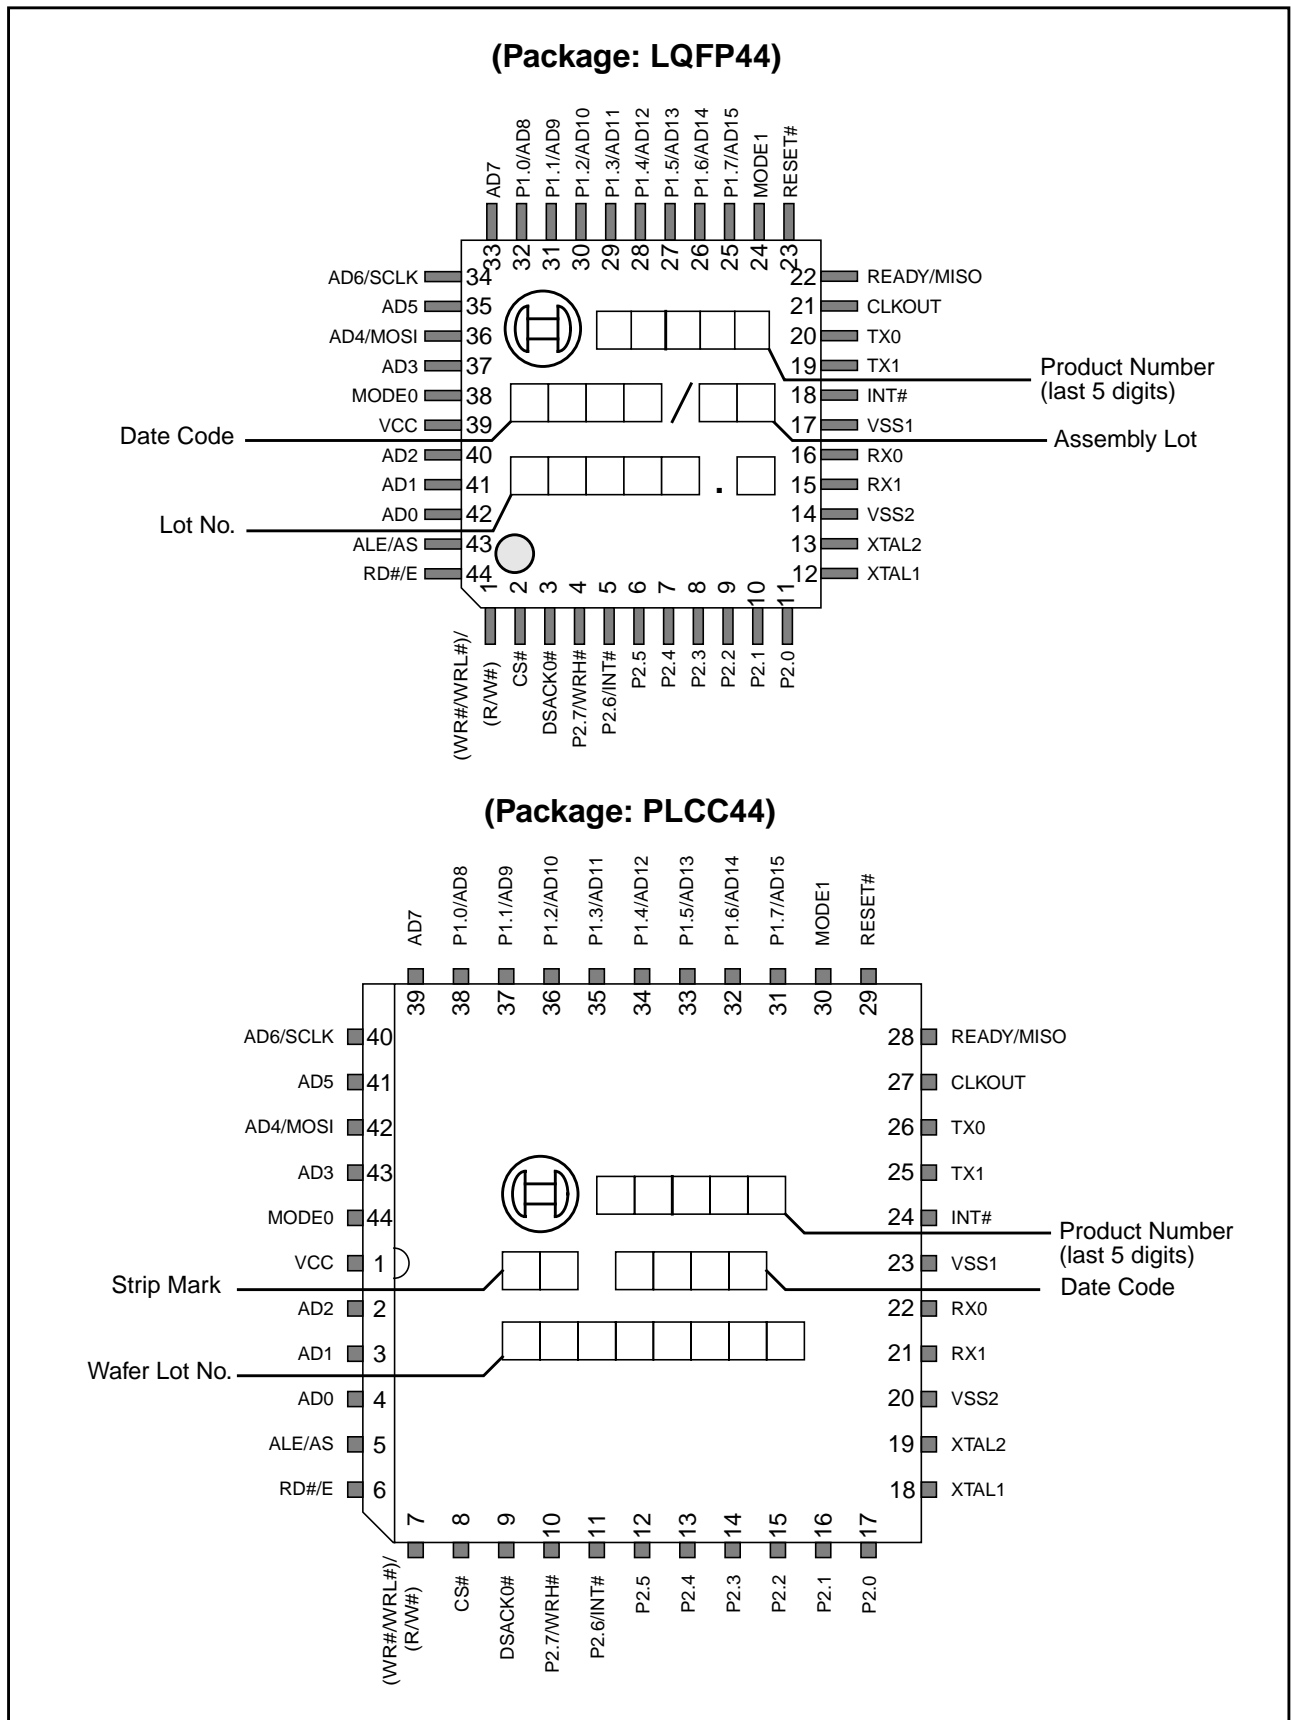 (Package: LQFP44)
AD7
P1.0/AD8
P1.1/AD9
P1.2/AD10
P1.3/AD11
P1.4/AD12
P1.5/AD13
P1.6/AD14
P1.7/AD15
MODE1
RESET#
33 32 31 30 29 28 27 26 25 24 23
AD6/SCLK 34 22 READY/MISO
AD5 35 21 CLKOUT
AD4/MOSI 36 20 TX0
AD3 37 19 TX1
Product Number
(last 5 digits)
MODE0 38 18 INT#
VCC 39 / 17 VSS1
Date Code Assembly Lot
AD2 40 16 RX0
AD1 41 . 15 RX1
AD0 42 14 VSS2
Lot No.
ALE/AS 43 13 XTAL2
RD#/E 44 12 XTAL1
1 2 3 4 5 6 7 8 9 10 11
(WR#/WRL#)/
(R/W#)
CS#
DSACK0#
P2.7/WRH#
P2.6/INT#
P2.5
P2.4
P2.3
P2.2
P2.1
P2.0
(Package: PLCC44)
AD7
P1.0/AD8
P1.1/AD9
P1.2/AD10
P1.3/AD11
P1.4/AD12
P1.5/AD13
P1.6/AD14
P1.7/AD15
MODE1
RESET#
39 38 37 36 35 34 33 32 31 30 29
AD6/SCLK 40 28 READY/MISO
AD5 41 27 CLKOUT
AD4/MOSI 42 26 TX0
AD3 43 25 TX1
MODE0 44 24 INT#
Product Number
(last 5 digits)
VCC 1 23 VSS1
Strip Mark Date Code
AD2 2 22 RX0
AD1 3 21 RX1
Wafer Lot No.
AD0 4 20 VSS2
ALE/AS 5 19 XTAL2
RD#/E 6 18 XTAL1
7 8 9 10 11 12 13 14 15 16 17
(WR#/WRL#)/
(R/W#)
CS#
DSACK0#
P2.7/WRH#
P2.6/INT#
P2.5
P2.4
P2.3
P2.2
P2.1
P2.0